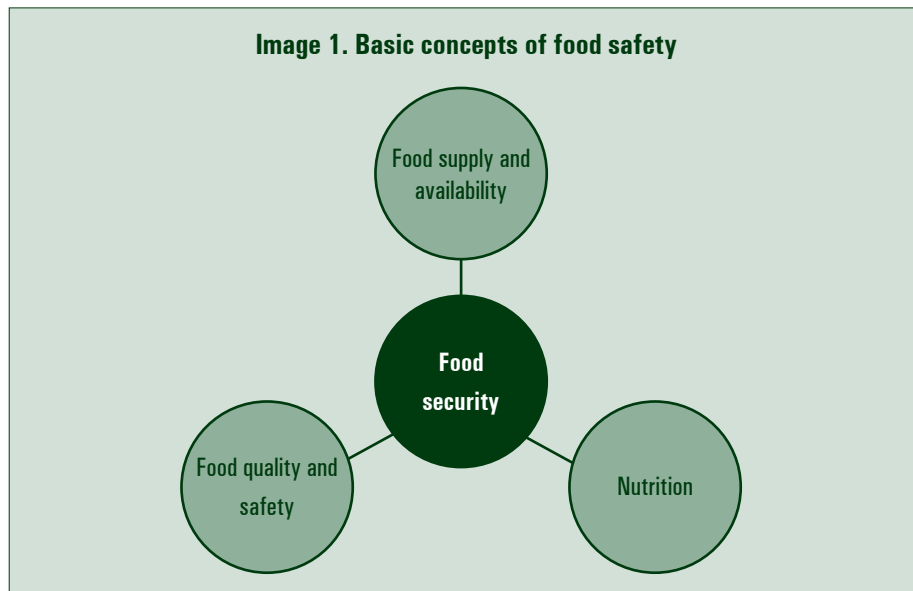 Image 1. Basic concepts of food safety
Food supply and
availability
Food
security
Food quality and
safety
Nutrition